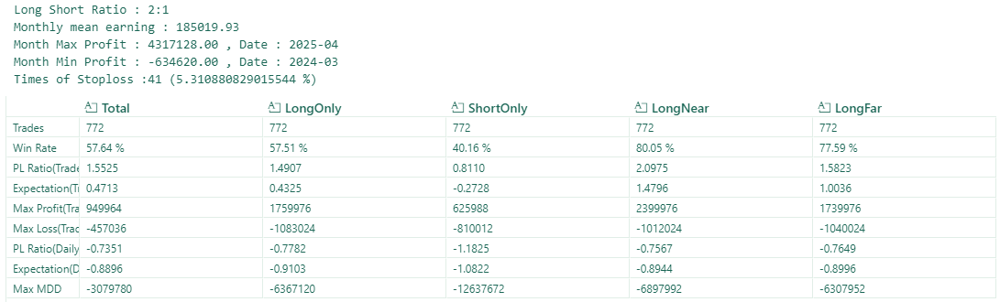 Long Short Ratio : 2:1
Monthly mean earning : 185019.93
Month Max Profit : 4317128.00 , Date : 2025-04
Month Min Profit : -634620.00 , Date : 2024-03
Times of Stoploss :41 (5.310880829015544 %)
Total LongOnly ShortOnly LongNear LongFar
Trades 772 772 772 772 772
Win Rate 57.64 % 57.51 % 40.16 % 80.05 % 77.59 %
PL Ratio(Trade 1.5525 1.4907 0.8110 2.0975 1.5823
Expectation(Ti 0.4713 0.4325 -0.2728 1.4796 1.0036
Max Profit(Tra 949964 1759976 625988 2399976 1739976
Max Loss(Trac -457036 -1083024 -810012 -1012024 -1040024
PL Ratio(Daily -0.7351 -0.7782 -1.1825 -0.7567 -0.7649
Expectation(D -0.8896 -0.9103 -1.0822 -0.8944 -0.8996
Max MDD -3079780 -6367120 -12637672 -6897992 -6307952